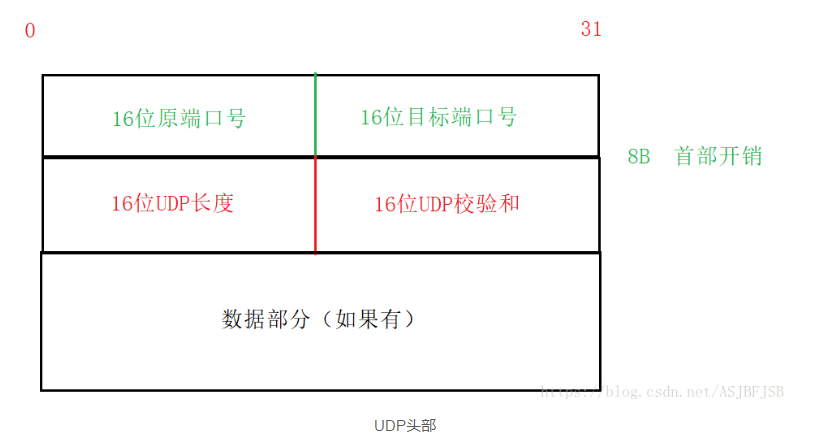 0
31
16位原端口号
16位目标端口号
8B 首部开销
16位UDP长度
16位UDP校验和
数据部分（如果有）
https://blog.csdn.net/ASJBFJSB
UDP头部